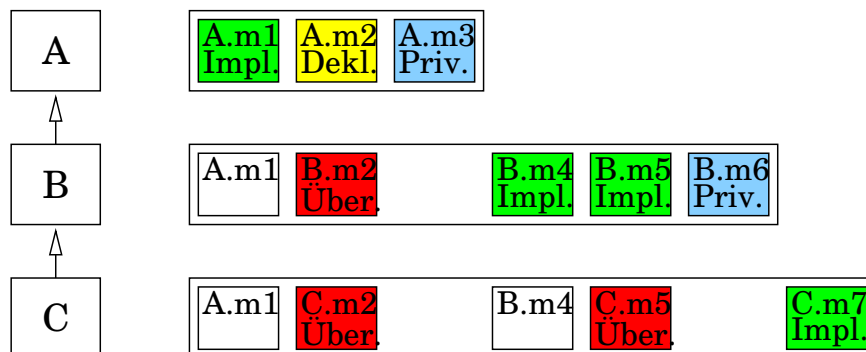 A
A.m1 A.m2 A.m3
Impl. Dekl. Priv.
B
A.m1 B.m2 B.m4 B.m5 B.m6
Über. Impl. Impl. Priv.
C
A.m1 C.m2 B.m4 C.m5 C.m7
Über. Über. Impl.